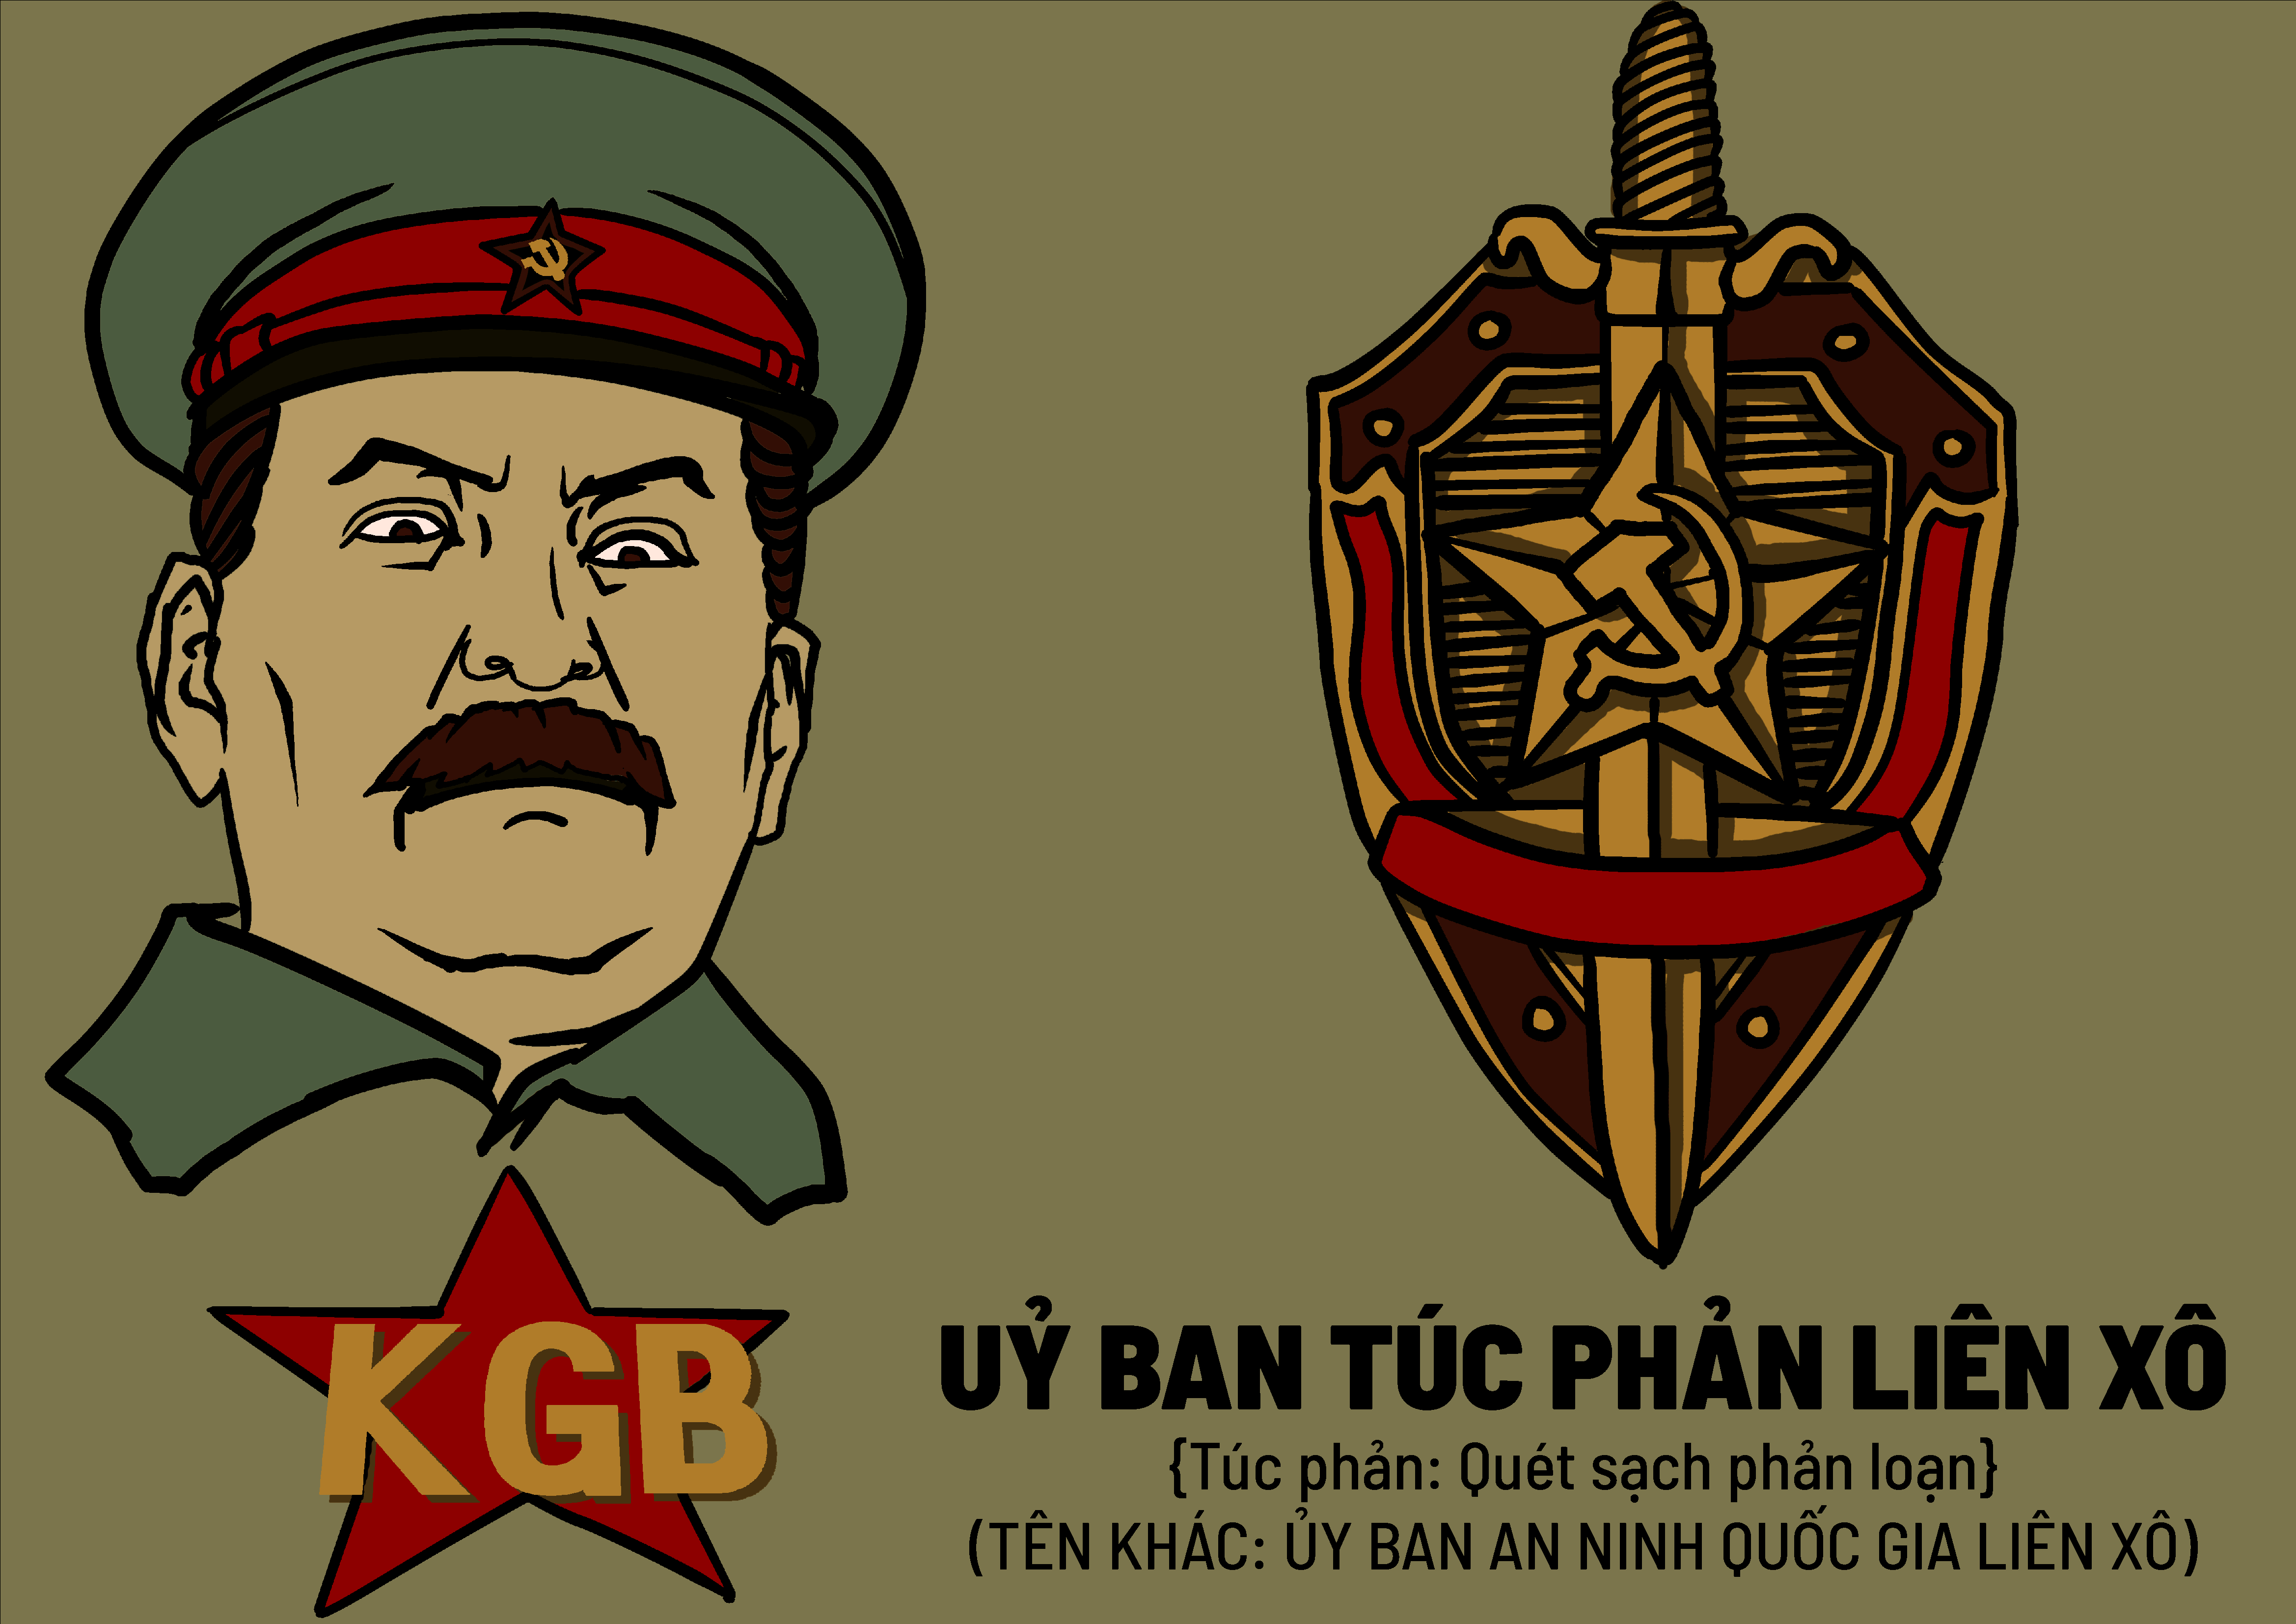 KGB
UỶ BAN TÚC PHẢN LIÊN XÔ
{Túc phản: Quét sạch phản loạn}
(TÊN KHÁC: ỦY BAN AN NINH QUỐC GIA LIÊN XÔ)